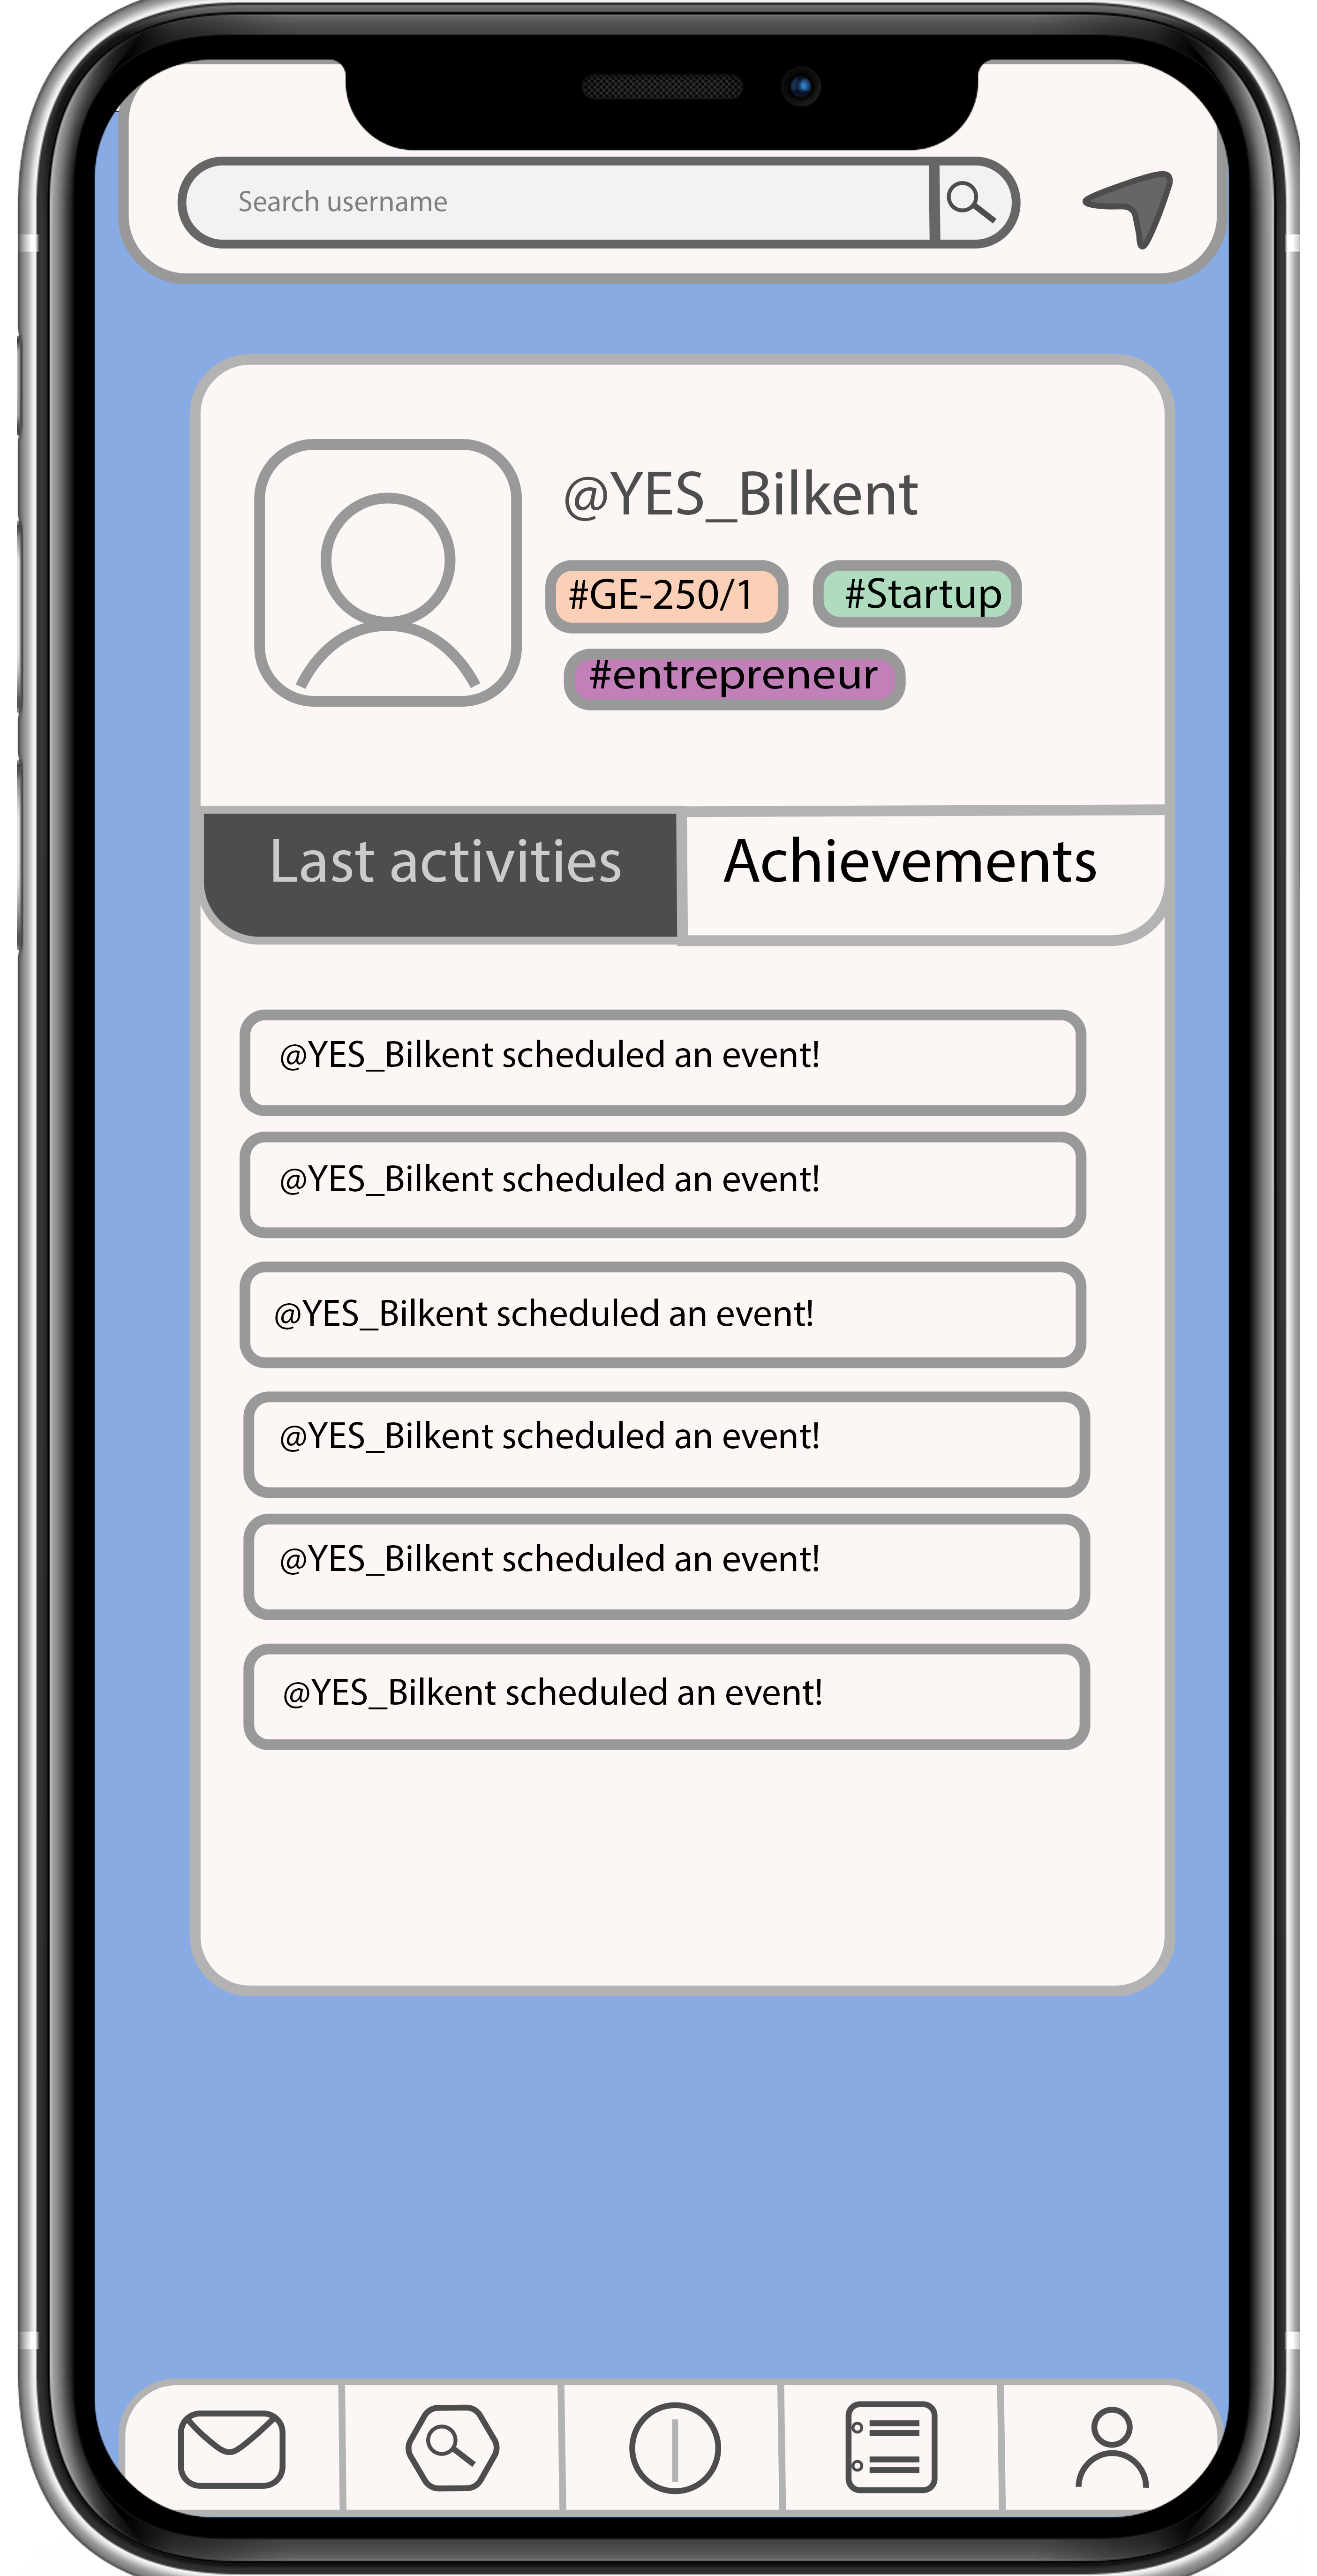 Search username
@YES_Bilkent
#GE-250/1 #Startup
#entrepreneur
Last activities Achievements
@YES_Bilkent scheduled an event!
@YES_Bilkent scheduled an event!
@YES_Bilkent scheduled an event!
@YES_Bilkent scheduled an event!
@YES_Bilkent scheduled an event!
@YES_Bilkent scheduled an event!